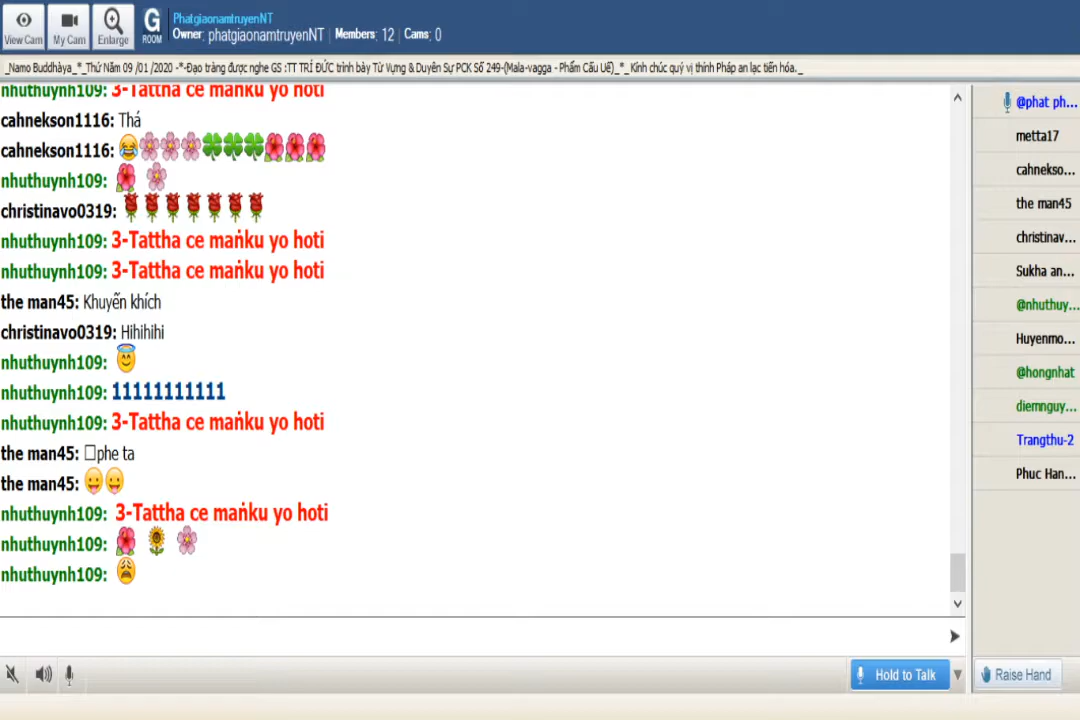 PhatgiaonamtruyenNT
View Cam
My Cam
Enlarge
G
ROOM
Owner: phatgiaonamtruyenNT | Members: 12 | Cams: 0
_Namo Buddhàya_*_Thứ Năm 09 /01 /2020 -*-Đạo tràng được nghe GS :TT TRÍ ĐỨC trình bày Từ Vựng & Duyên Sự PCK Số 249-(Mala-vagga - Phẩm Cấu Uế)_*_ Kính chúc quý vị thính Pháp an lạc tiến hóa._
nhuthuynh109: 3-Tattha ce maṅku yo hoti
cahnekson1116: Thá
cahnekson1116:
nhuthuynh109:
christinavo0319:
nhuthuynh109: 3-Tattha ce maṅku yo hoti
nhuthuynh109: 3-Tattha ce maṅku yo hoti
the man45: Khuyến khích
christinavo0319: Hihihihi
nhuthuynh109:
nhuthuynh109: 11111111111
nhuthuynh109: 3-Tattha ce maṅku yo hoti
the man45: phe ta
the man45:
nhuthuynh109: 3-Tattha ce maṅku yo hoti
nhuthuynh109:
nhuthuynh109:
@phat ph...
metta17
cahnekso...
the man45
christinav...
Sukha an...
@nhuthuy...
Huyenmo...
@hongnhat
diemnguy...
Trangthu-2
Phuc Han...
Hold to Talk
Raise Hand